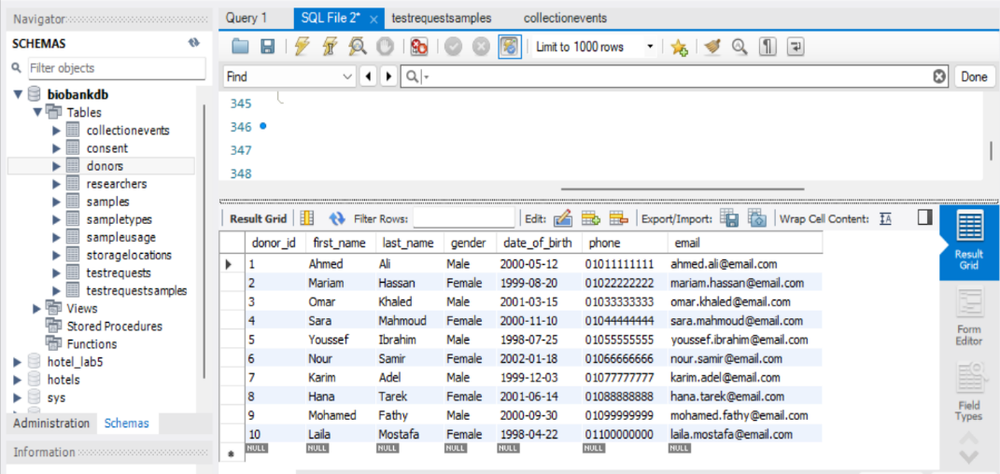 Navigator
SCHEMAS
Filter objects
biobankdb
Tables
collectionevents
consent
donors
researchers
samples
sampletypes
sampleusage
storagelocations
testrequests
testrequestsamples
Views
Stored Procedures
Functions
hotel_lab5
hotels
sys
Administration Schemas
Information
Query 1 SQL File 2* testrequestsamples collectionevents
Limit to 1000 rows
Find Done
345
346
347
348
Result Grid Filter Rows: Edit: Export/Import: Wrap Cell Content:
donor_id first_name last_name gender date_of_birth phone email
1 Ahmed Ali Male 2000-05-12 01011111111 ahmed.ali@email.com
2 Mariam Hassan Female 1999-08-20 01022222222 mariam.hassan@email.com
3 Omar Khaled Male 2001-03-15 01033333333 omar.khaled@email.com
4 Sara Mahmoud Female 2000-11-10 01044444444 sara.mahmoud@email.com
5 Youssef Ibrahim Male 1998-07-25 01055555555 youssef.ibrahim@email.com
6 Nour Samir Female 2002-01-18 01066666666 nour.samir@email.com
7 Karim Adel Male 1999-12-03 01077777777 karim.adel@email.com
8 Hana Tarek Female 2001-06-14 01088888888 hana.tarek@email.com
9 Mohamed Fathy Male 2000-09-30 01099999999 mohamed.fathy@email.com
10 Laila Mostafa Female 1998-04-22 01100000000 laila.mostafa@email.com
NULL NULL NULL NULL NULL NULL NULL
Result
Grid
Form
Editor
Field
Types